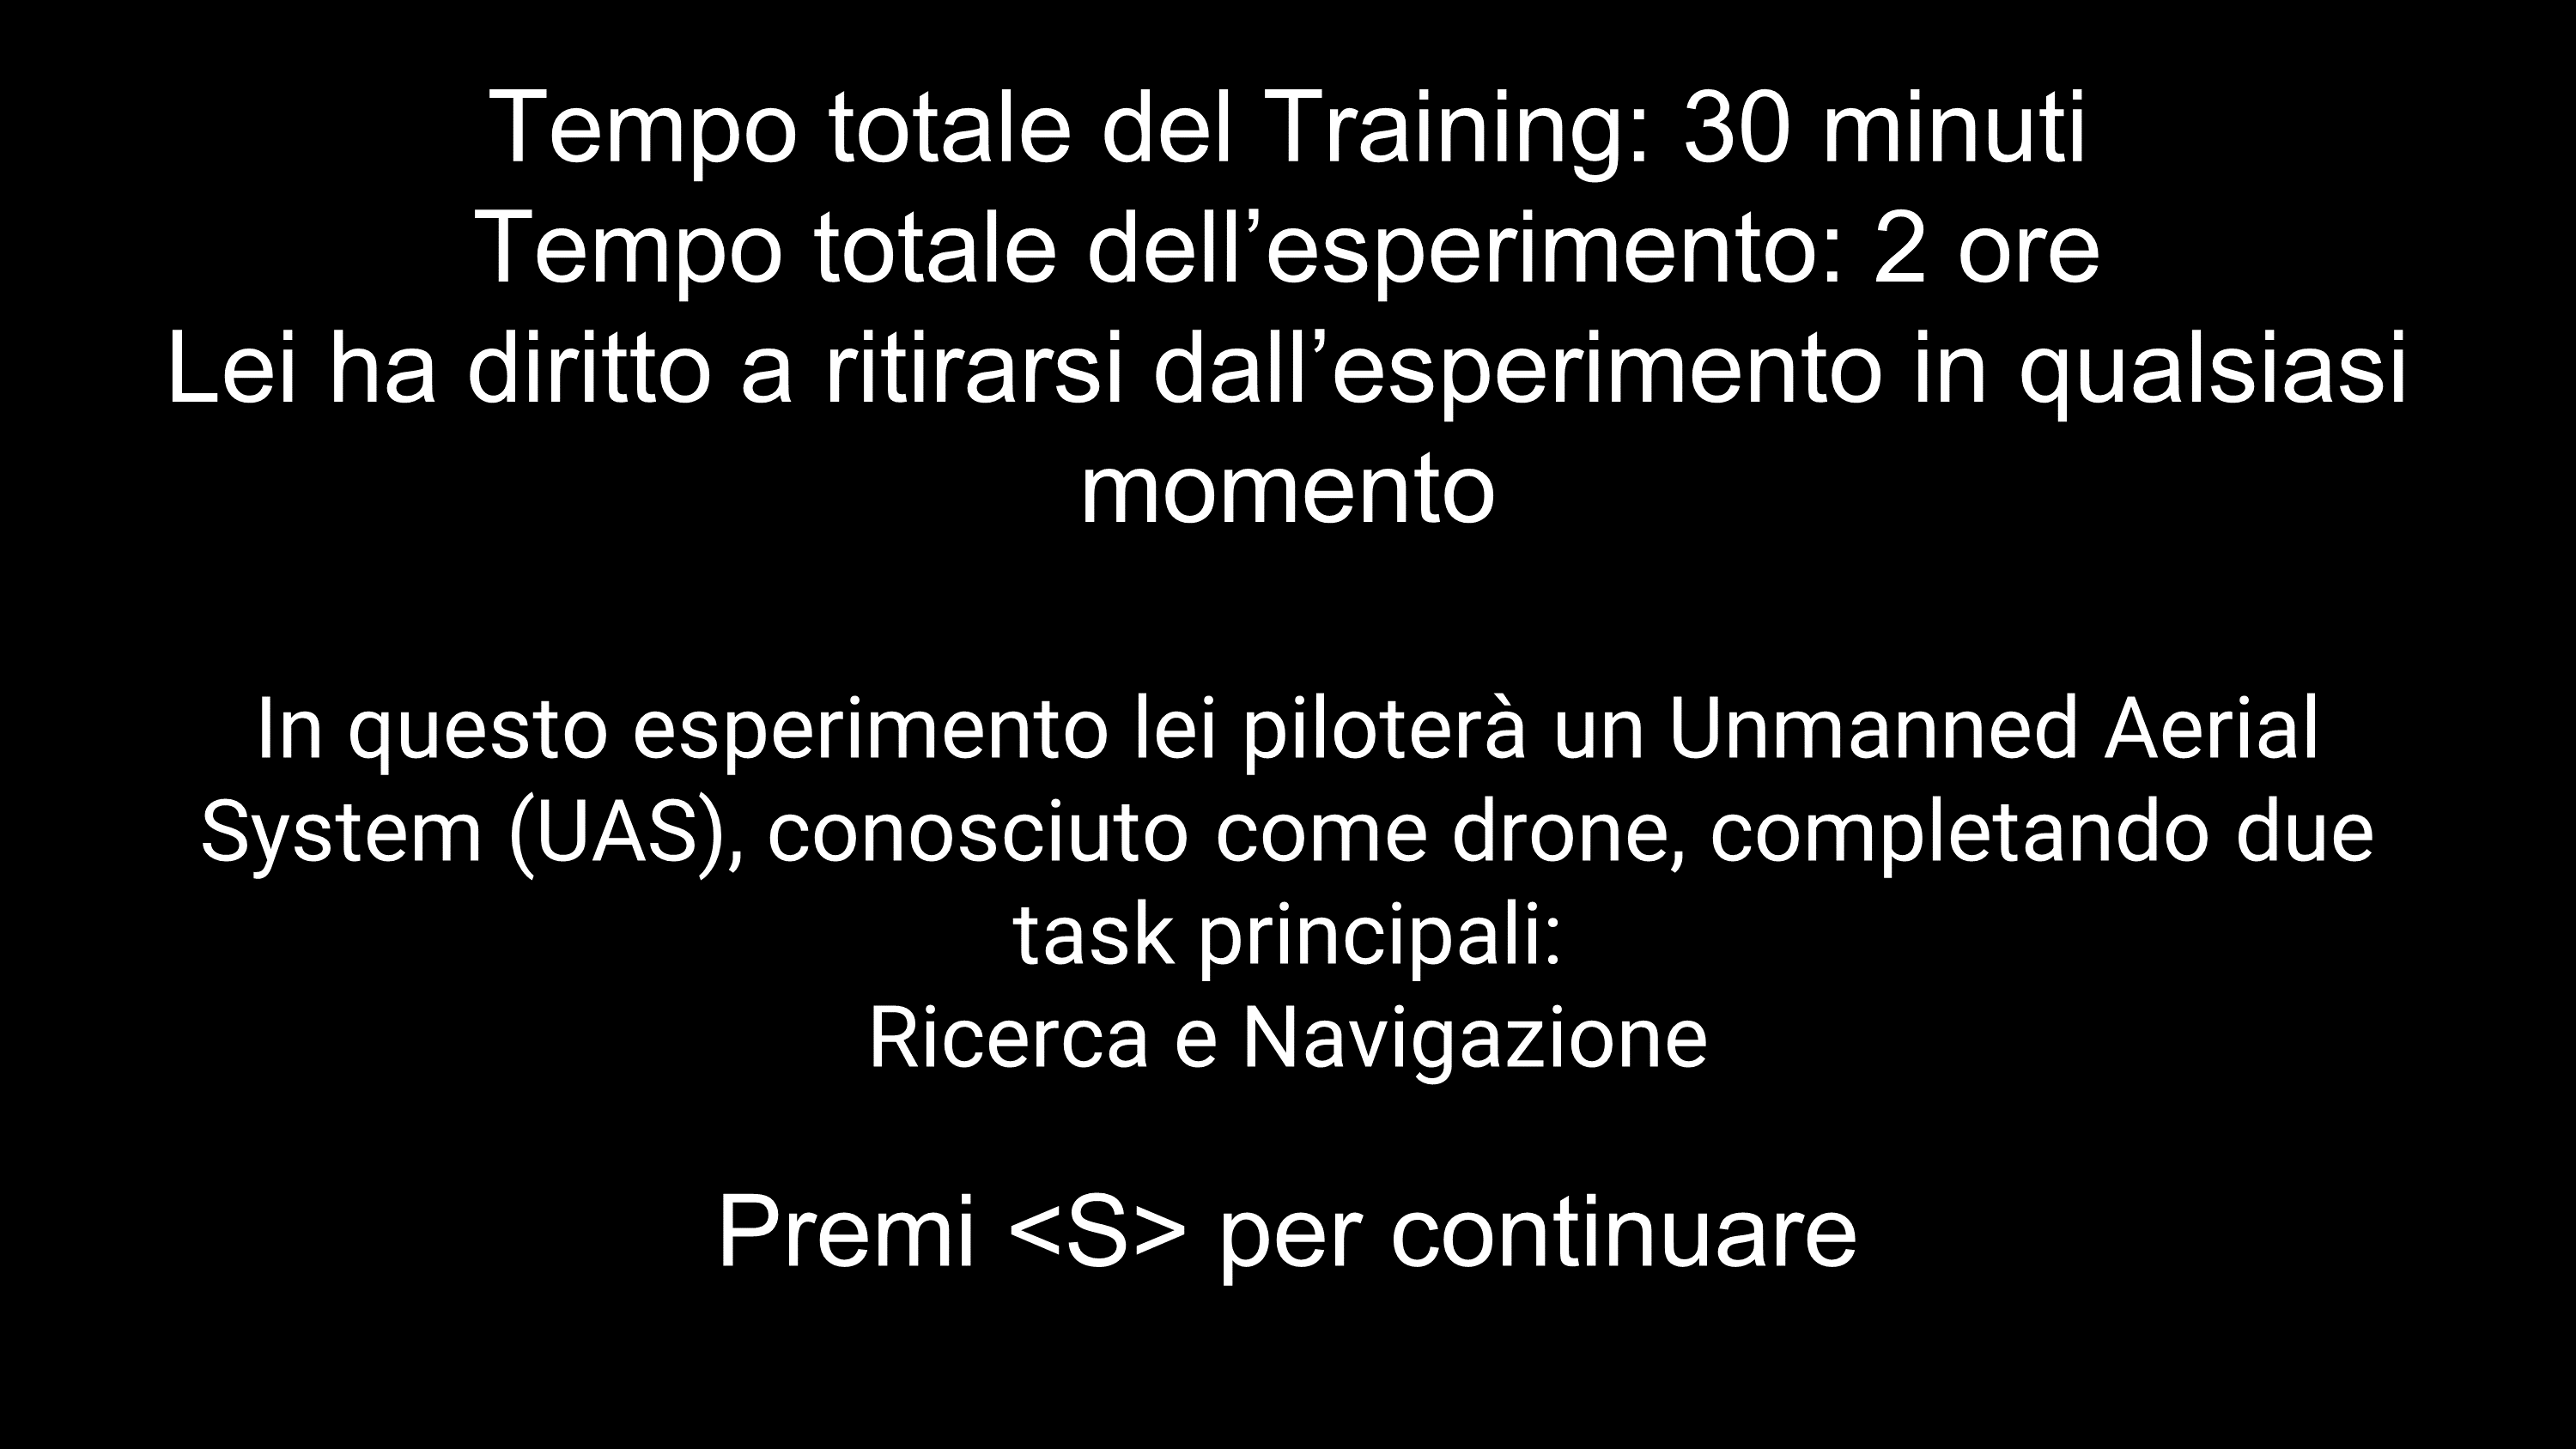 Tempo totale del Training: 30 minuti
Tempo totale dell’esperimento: 2 ore
Lei ha diritto a ritirarsi dall’esperimento in qualsiasi
momento
In questo esperimento lei piloterà un Unmanned Aerial
System (UAS), conosciuto come drone, completando due
task principali:
Ricerca e Navigazione
Premi <S> per continuare